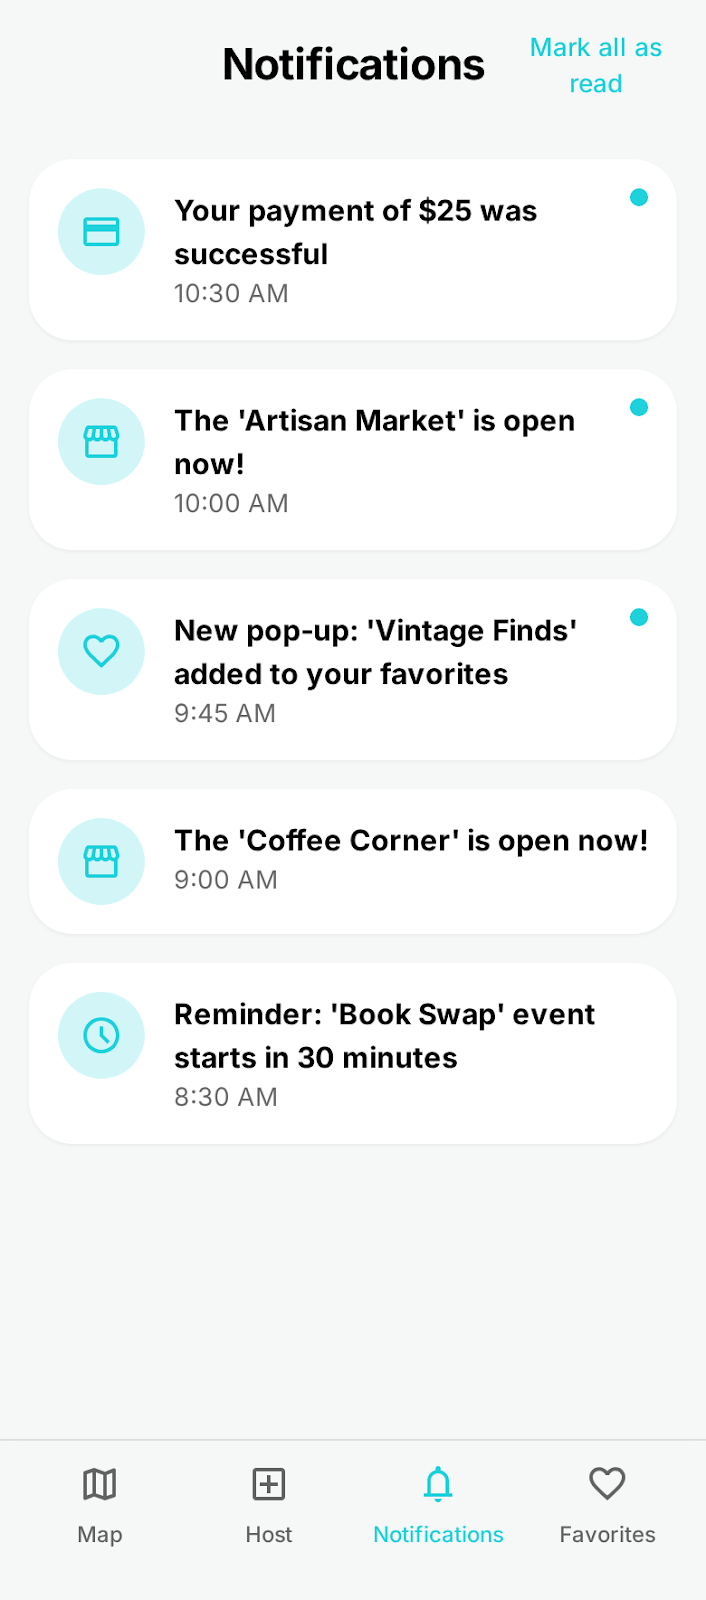 Notifications
Mark all as
read
Your payment of $25 was
successful
10:30 AM
The 'Artisan Market' is open
now!
10:00 AM
New pop-up: 'Vintage Finds'
added to your favorites
9:45 AM
The 'Coffee Corner' is open now!
9:00 AM
Reminder: 'Book Swap' event
starts in 30 minutes
8:30 AM
Map
Host
Notifications
Favorites